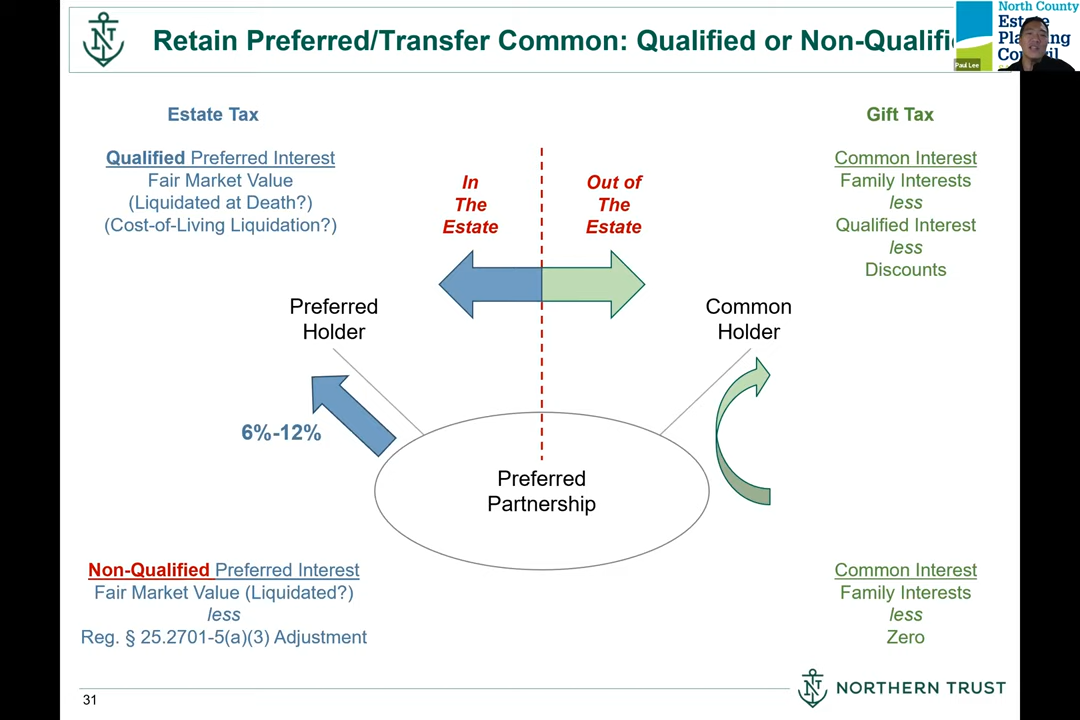 Retain Preferred/Transfer Common: Qualified or Non-Qualifi
North County
Estate
Planning
Council
Paul Lee
Estate Tax
Qualified Preferred Interest
Fair Market Value
(Liquidated at Death?)
(Cost-of-Living Liquidation?)
In
The
Estate
Out of
The
Estate
Gift Tax
Common Interest
Family Interests
less
Qualified Interest
less
Discounts
Preferred
Holder
Common
Holder
6%-12%
Preferred
Partnership
Non-Qualified Preferred Interest
Fair Market Value (Liquidated?)
less
Reg. § 25.2701-5(a)(3) Adjustment
Common Interest
Family Interests
less
Zero
31
NORTHERN TRUST